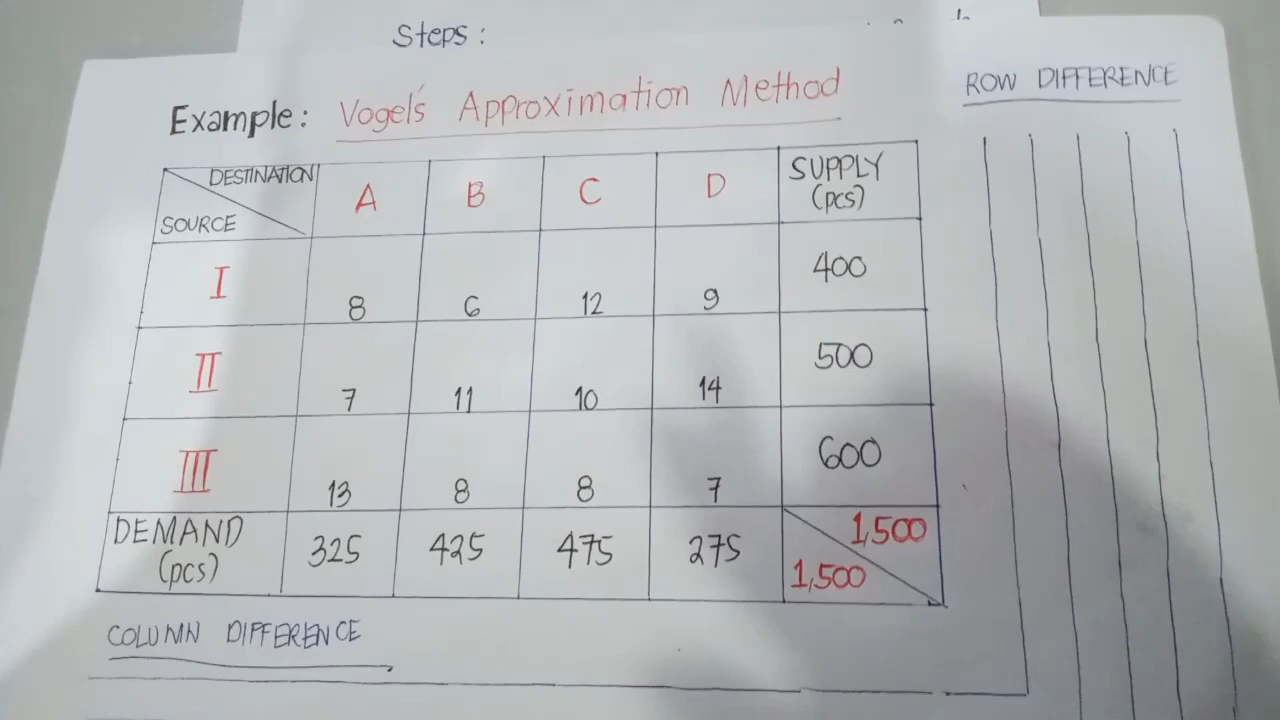 Steps :
Example: Vogel's Approximation Method
ROW DIFFERENCE
DESTINATION
SOURCE
A B C D SUPPLY (pcs)
I 8 6 12 9 400
II 7 11 10 14 500
III 13 8 8 7 600
DEMAND (pcs) 325 425 475 275 1,500
1,500
COLUMN DIFFERENCE